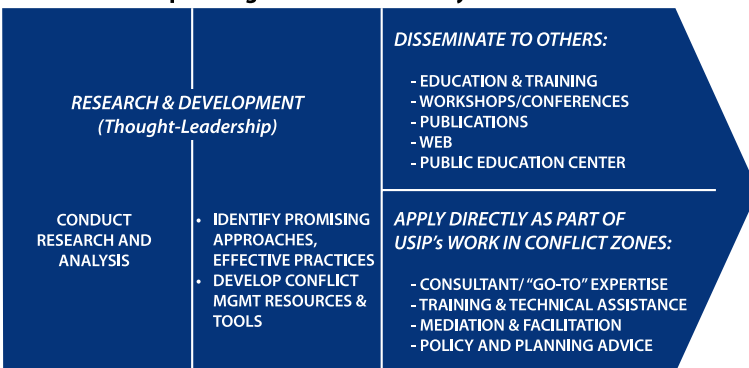 RESEARCH & DEVELOPMENT
(Thought-Leadership)
CONDUCT
RESEARCH AND
ANALYSIS
• IDENTIFY PROMISING
APPROACHES,
EFFECTIVE PRACTICES
• DEVELOP CONFLICT
MGMT RESOURCES &
TOOLS
DISSEMINATE TO OTHERS:
- EDUCATION & TRAINING
- WORKSHOPS/CONFERENCES
- PUBLICATIONS
- WEB
- PUBLIC EDUCATION CENTER
APPLY DIRECTLY AS PART OF
USIP's WORK IN CONFLICT ZONES:
- CONSULTANT/ "GO-TO" EXPERTISE
- TRAINING & TECHNICAL ASSISTANCE
- MEDIATION & FACILITATION
- POLICY AND PLANNING ADVICE